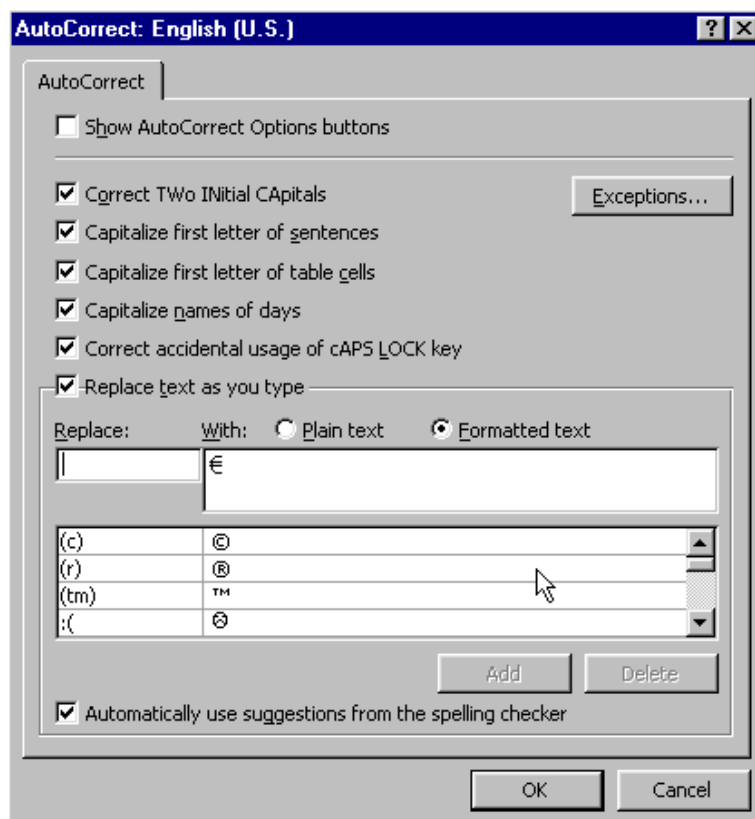 AutoCorrect: English (U.S.)
AutoCorrect
Show AutoCorrect Options buttons
Correct TWo INitial CApitals
Exceptions...
Capitalize first letter of sentences
Capitalize first letter of table cells
Capitalize names of days
Correct accidental usage of cAPS LOCK key
Replace text as you type
Replace: With: Plain text Formatted text
€
(c) ©
(r) ®
(tm) ™
:( ☹
Add Delete
Automatically use suggestions from the spelling checker
OK Cancel